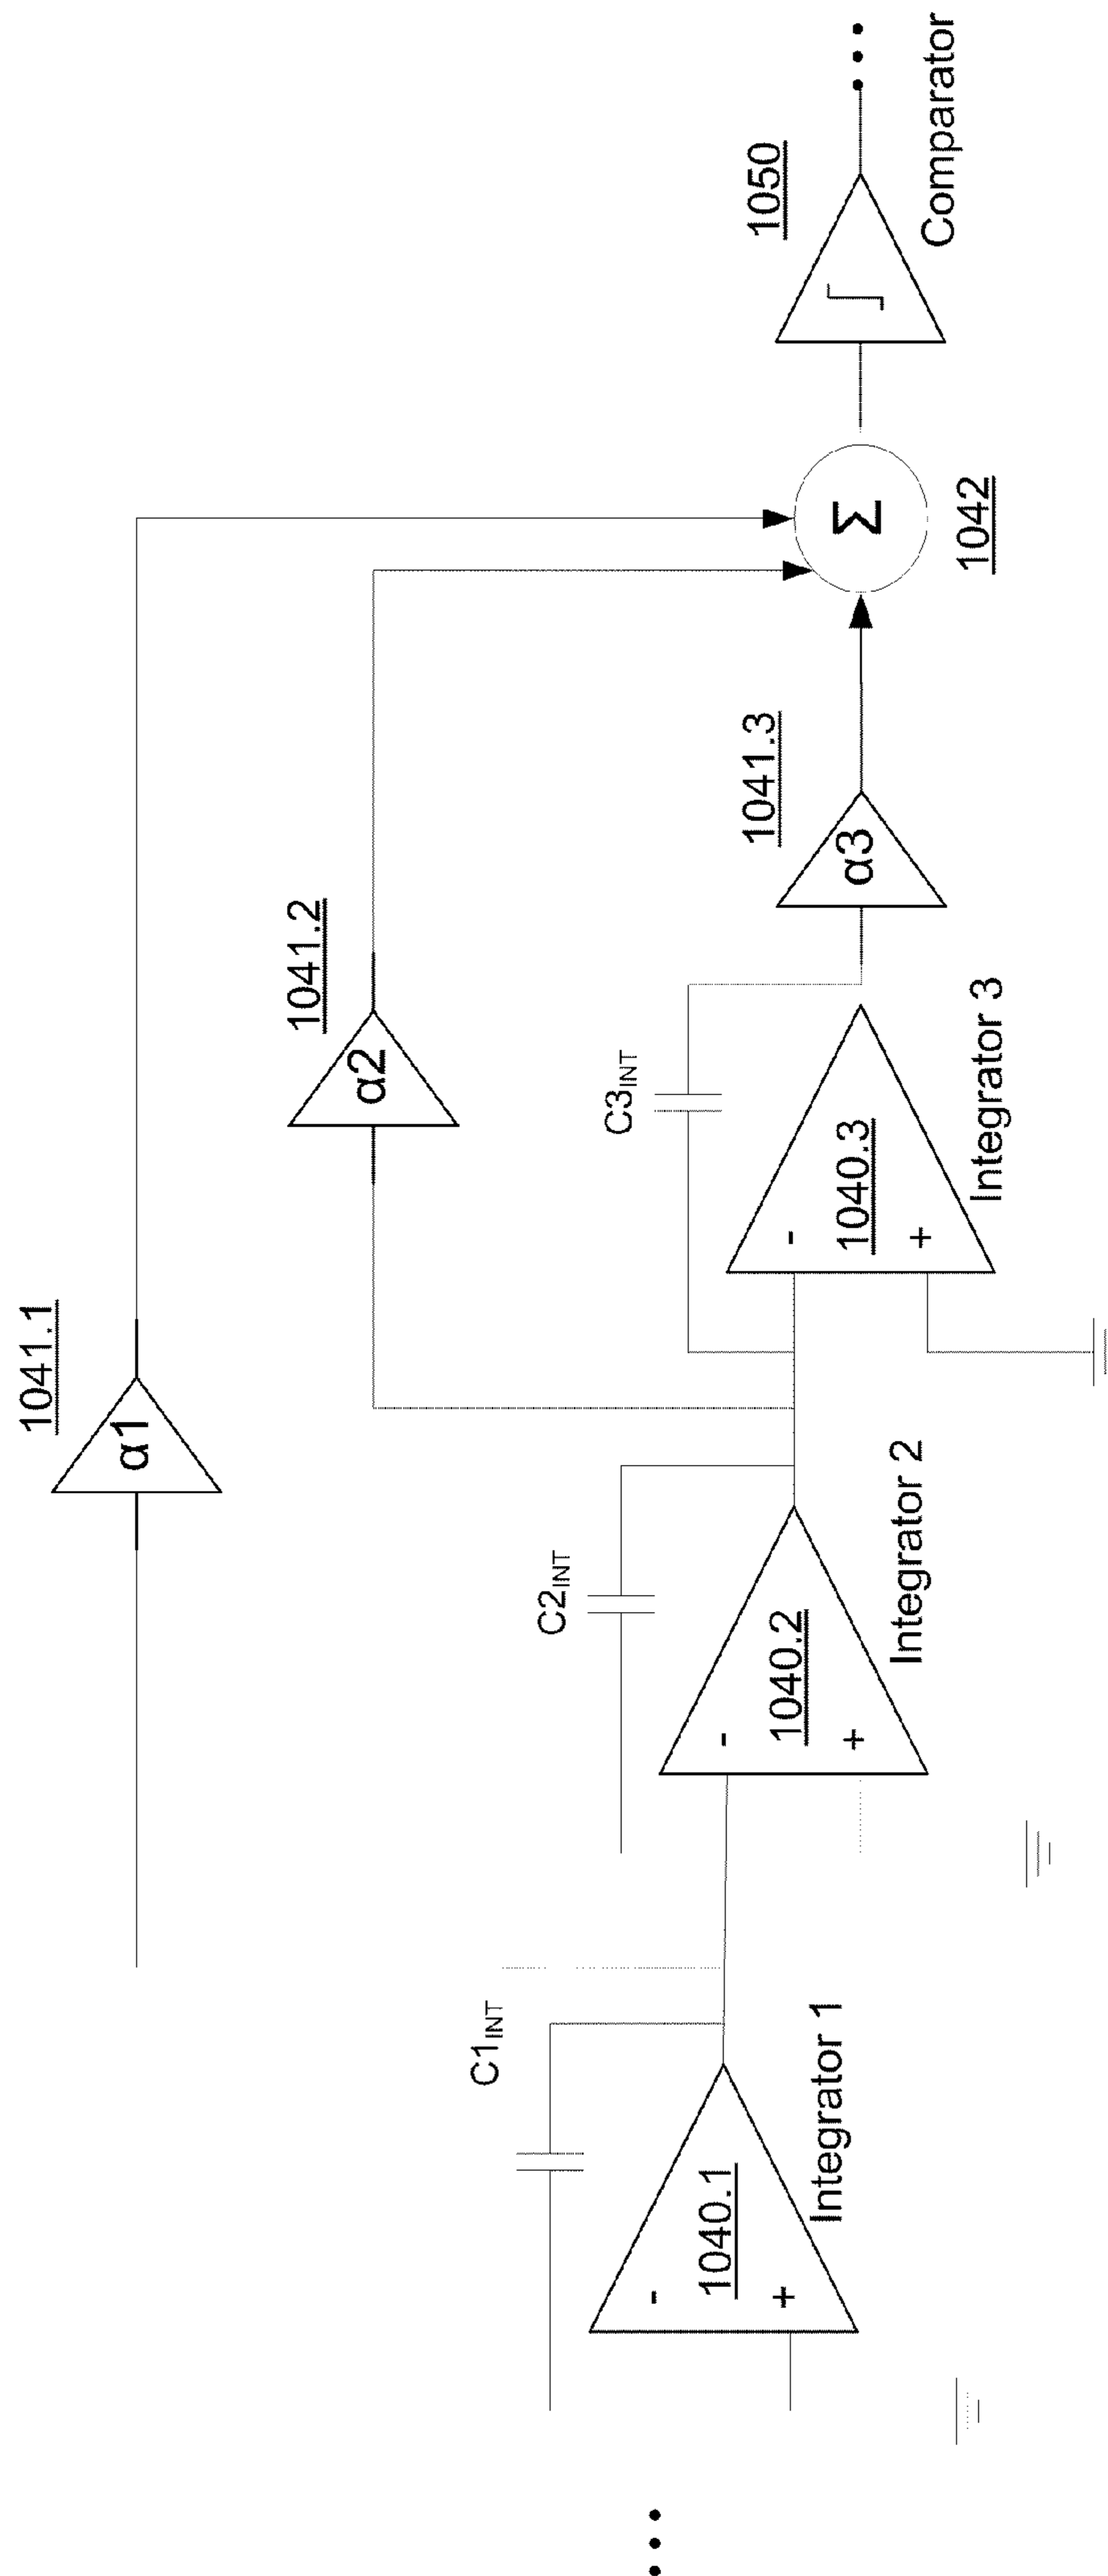 1041.1
α1
1041.2
α2
C1INT
C2INT
C3INT
-
1040.1
+
Integrator 1
-
1040.2
+
Integrator 2
-
1040.3
+
Integrator 3
1041.3
α3
Σ
1042
1050
Comparator